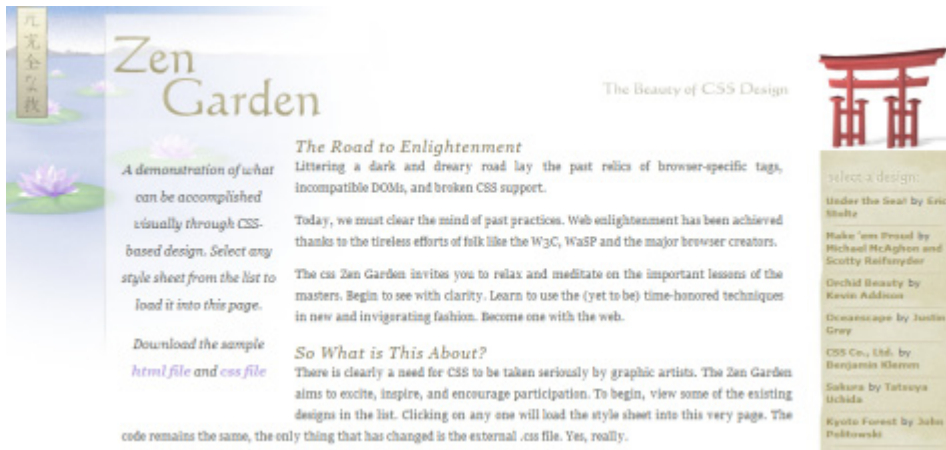 元
完
全
な
我
Zen
Garden
The Beauty of CSS Design
A demonstration of what
can be accomplished
visually through CSS-
based design. Select any
style sheet from the list to
load it into this page.
Download the sample
html file and css file
The Road to Enlightenment
Littering a dark and dreary road lay the past relics of browser-specific tags,
incompatible DOMs, and broken CSS support.
Today, we must clear the mind of past practices. Web enlightenment has been achieved
thanks to the tireless efforts of folk like the W3C, WaSP and the major browser creators.
The css Zen Garden invites you to relax and meditate on the important lessons of the
masters. Begin to see with clarity. Learn to use the (yet to be) time-honored techniques
in new and invigorating fashion. Become one with the web.
So What is This About?
There is clearly a need for CSS to be taken seriously by graphic artists. The Zen Garden
aims to excite, inspire, and encourage participation. To begin, view some of the existing
designs in the list. Clicking on any one will load the style sheet into this very page. The
code remains the same, the only thing that has changed is the external .css file. Yes, really.
select a design:
Under the Sea! by Eric
Stoltz
Make 'em Proud by
Michael McAghon and
Scotty Reifsnyder
Orchid Beauty by
Kevin Addison
Oceanscape by Justin
Gray
CSS Co., Ltd. by
Benjamin Klemm
Sakura by Tatsuya
Uchida
Kyoto Forest by John
Politowski